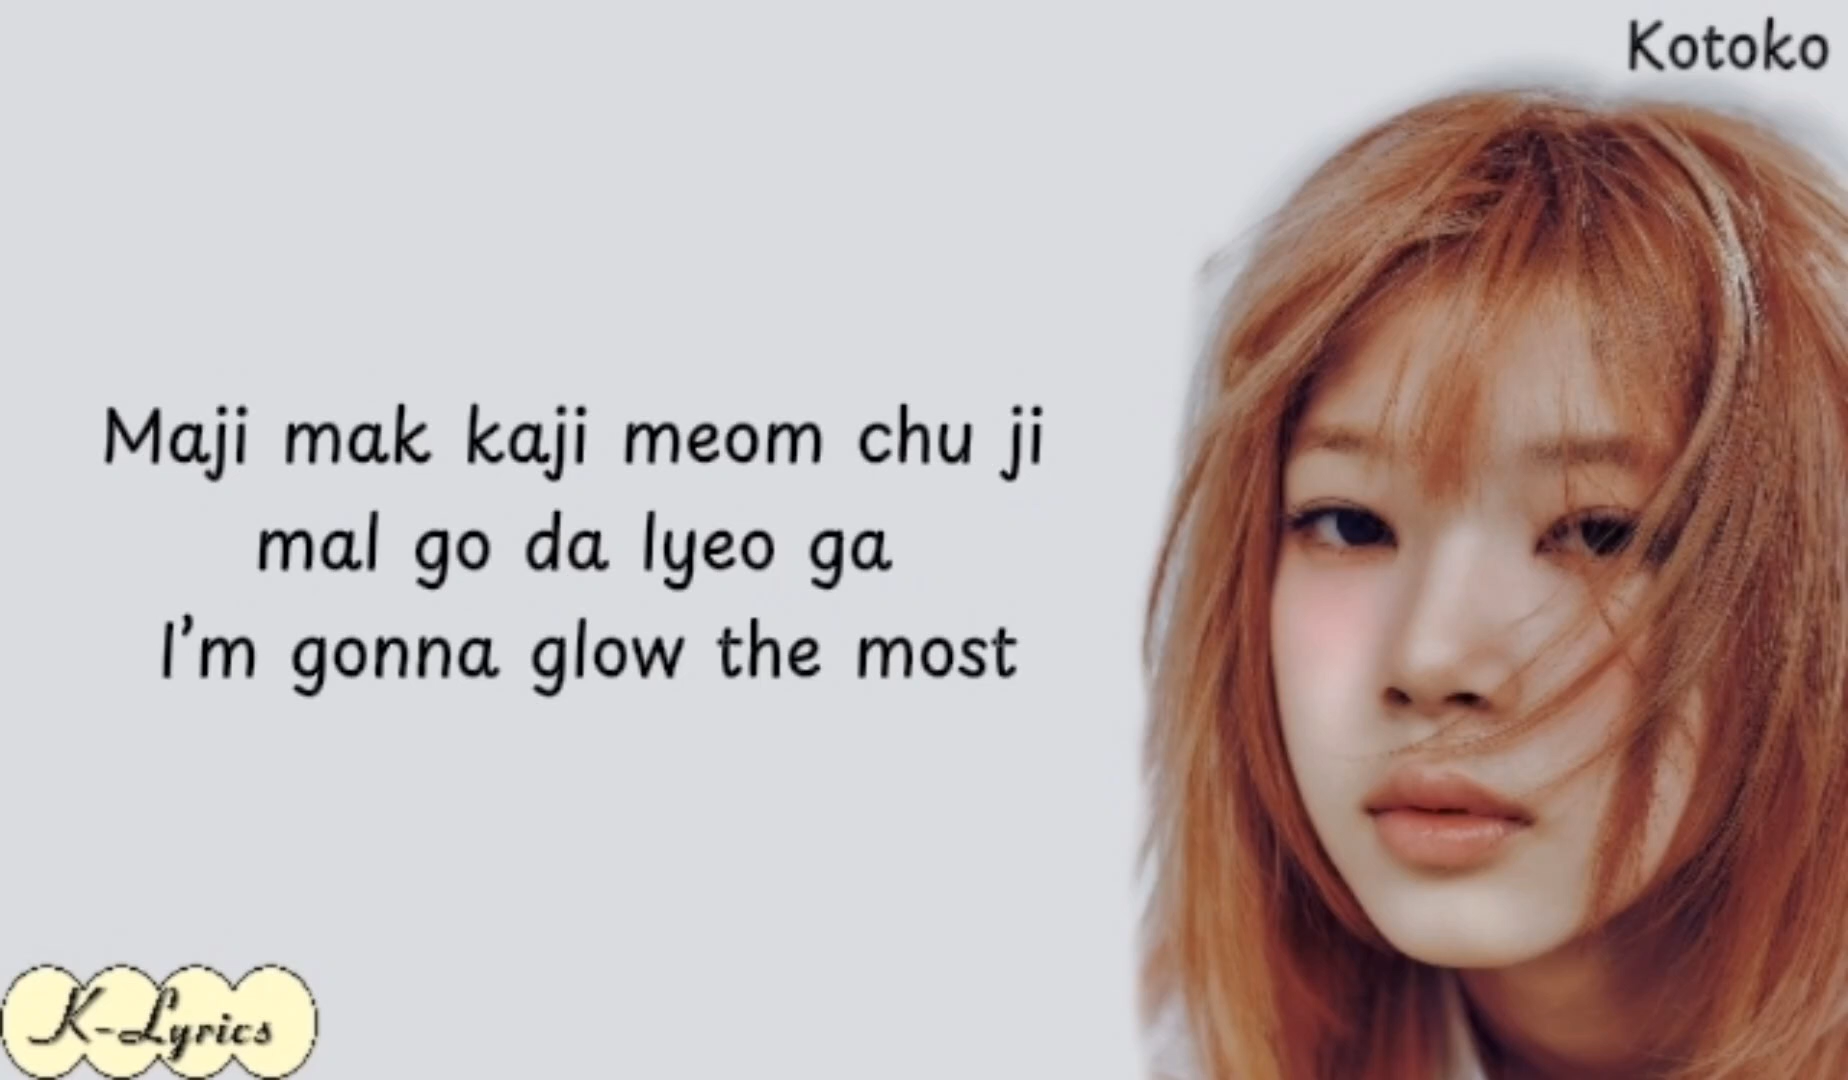 Kotoko
Maji mak kaji meom chu ji
mal go da lyeo ga
I'm gonna glow the most
K-Lyrics